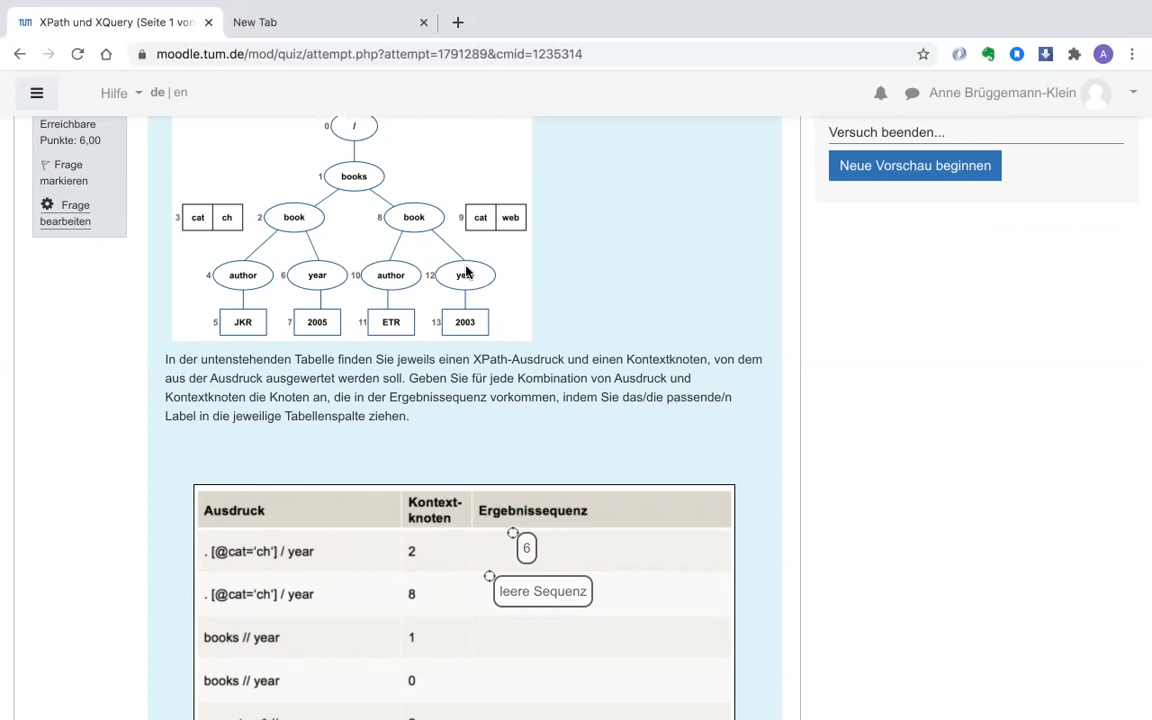 XPath und XQuery (Seite 1 von
New Tab
moodle.tum.de/mod/quiz/attempt.php?attempt=1791289&cmid=1235314
Hilfe de | en Anne Brüggemann-Klein
Erreichbare
Punkte: 6,00
Frage
markieren
Frage
bearbeiten
Versuch beenden...
Neue Vorschau beginnen
0 /
1 books
3 cat ch 2 book 8 book 9 cat web
4 author 6 year 10 author 12
5 JKR 7 2005 11 ETR 13 2003
In der untenstehenden Tabelle finden Sie jeweils einen XPath-Ausdruck und einen Kontextknoten, von dem
aus der Ausdruck ausgewertet werden soll. Geben Sie für jede Kombination von Ausdruck und
Kontextknoten die Knoten an, die in der Ergebnissequenz vorkommen, indem Sie das/die passende/n
Label in die jeweilige Tabellenspalte ziehen.
Ausdruck Kontext-
knoten Ergebnissequenz
. [@cat='ch'] / year 2 6
. [@cat='ch'] / year 8 leere Sequenz
books // year 1
books // year 0